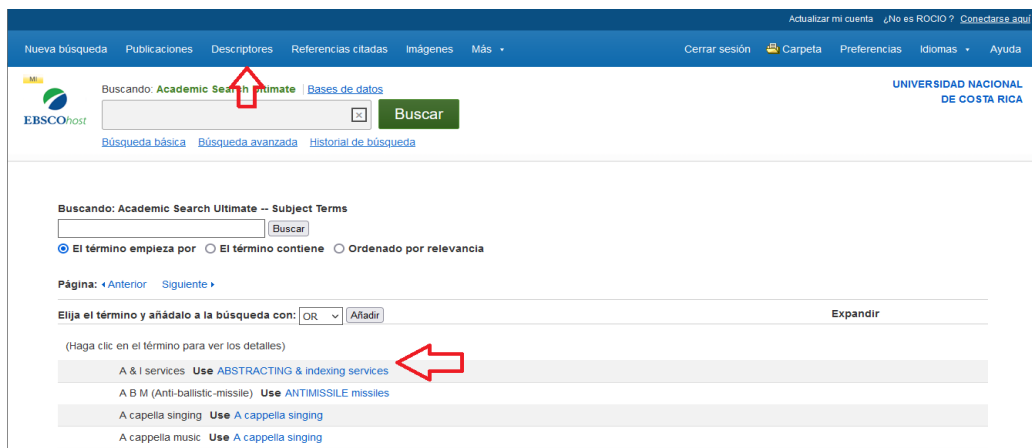 Actualizar mi cuenta ¿No es ROCIO ? Conectarse aquí
Nueva búsqueda Publicaciones Descriptores Referencias citadas Imágenes Más Cerrar sesión Carpeta Preferencias Idiomas Ayuda
MI
Buscando: Academic Search Ultimate | Bases de datos
UNIVERSIDAD NACIONAL
DE COSTA RICA
EBSCOhost
Buscar
Búsqueda básica Búsqueda avanzada Historial de búsqueda
Buscando: Academic Search Ultimate -- Subject Terms
Buscar
El término empieza por El término contiene Ordenado por relevancia
Página: Anterior Siguiente
Elija el término y añádalo a la búsqueda con: OR Añadir Expandir
(Haga clic en el término para ver los detalles)
A & I services Use ABSTRACTING & indexing services
A B M (Anti-ballistic-missile) Use ANTIMISSILE missiles
A capella singing Use A cappella singing
A cappella music Use A cappella singing